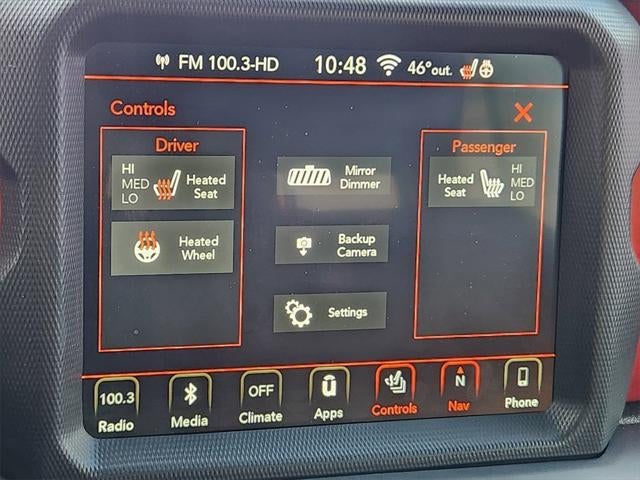 FM 100.3-HD 10:48 46°out.
Controls X
Driver
HI
MED
LO
Heated
Seat
Heated
Wheel
Mirror
Dimmer
Backup
Camera
Settings
Passenger
Heated
Seat
HI
MED
LO
100.3
Radio
Media
OFF
Climate
Apps
Controls
N
Nav
Phone